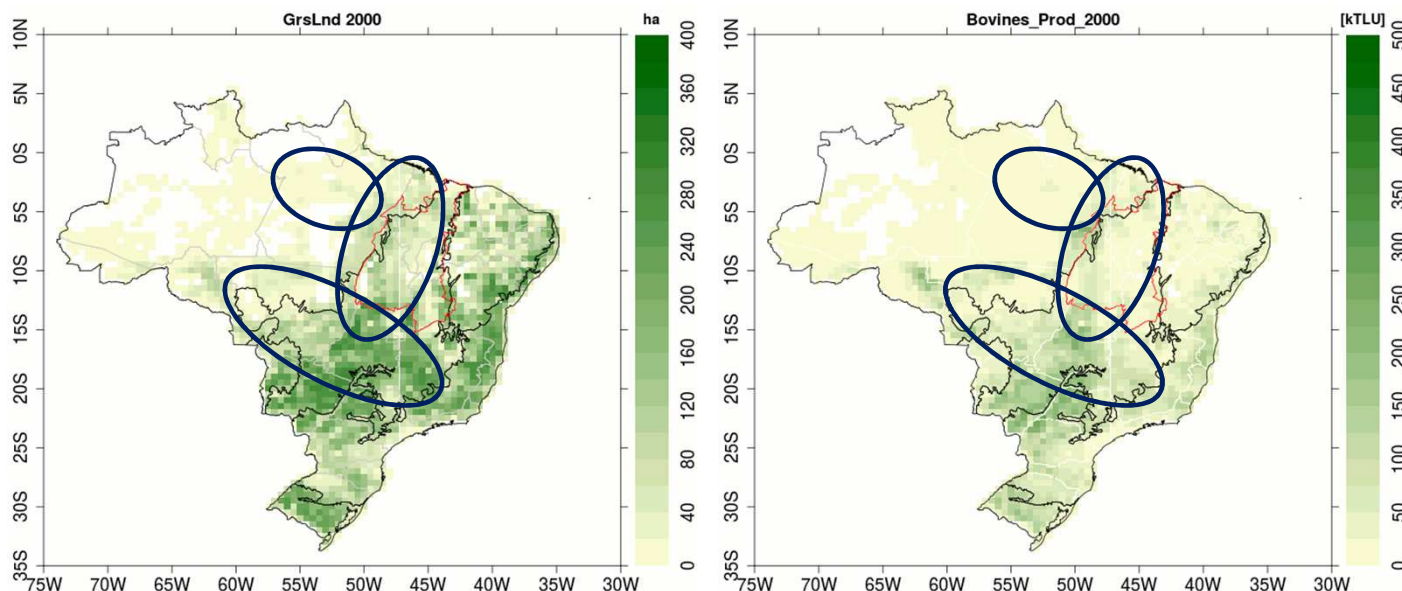 GrsLnd 2000
ha
10N
5N
0S
5S
10S
15S
20S
25S
30S
35S
75W 70W 65W 60W 55W 50W 45W 40W 35W 30W
400
360
320
280
240
200
160
120
80
40
0
Bovines_Prod_2000
[kTLU]
10N
5N
0S
5S
10S
15S
20S
25S
30S
35S
75W 70W 65W 60W 55W 50W 45W 40W 35W 30W
500
450
400
350
300
250
200
150
100
50
0